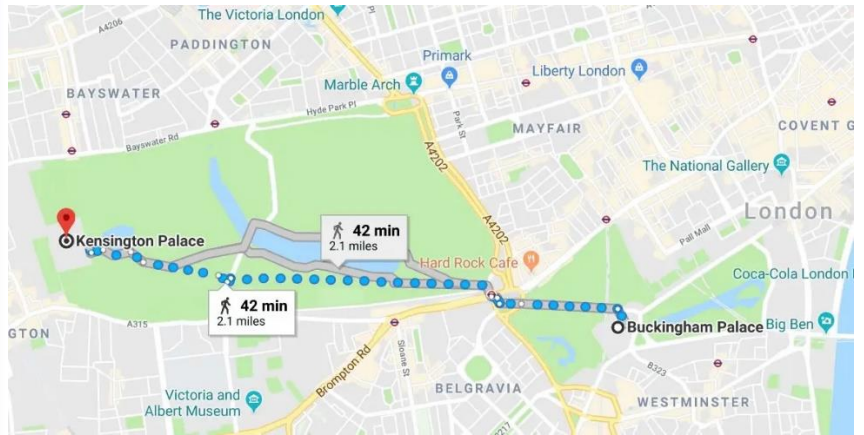 A4206
The Victoria London
PADDINGTON
Primark
Marble Arch
Liberty London
BAYSWATER
Hyde Park Pl
Park St
MAYFAIR
COVENT G
Bayswater Rd
A4202
The National Gallery
London
A4202
Pall Mall
42 min
2.1 miles
Kensington Palace
Hard Rock Cafe
Coca-Cola London
42 min
2.1 miles
NGTON
A315
Buckingham Palace
Big Ben
Sloane St
Brompton Rd
B323
Victoria and
Albert Museum
BELGRAVIA
WESTMINSTER
B217